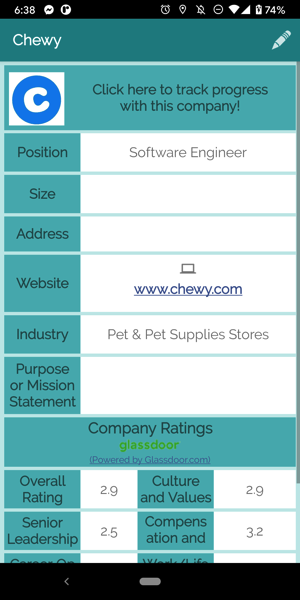 6:38
74%
Chewy
C
Click here to track progress
with this company!
Position
Software Engineer
Size
Address
Website
www.chewy.com
Industry
Pet & Pet Supplies Stores
Purpose
or Mission
Statement
Company Ratings
glassdoor
(Powered by Glassdoor.com)
Overall
Rating
2.9
Culture
and Values
2.9
Senior
Leadership
2.5
Compens
ation and
3.2
Career Op
Work/Life